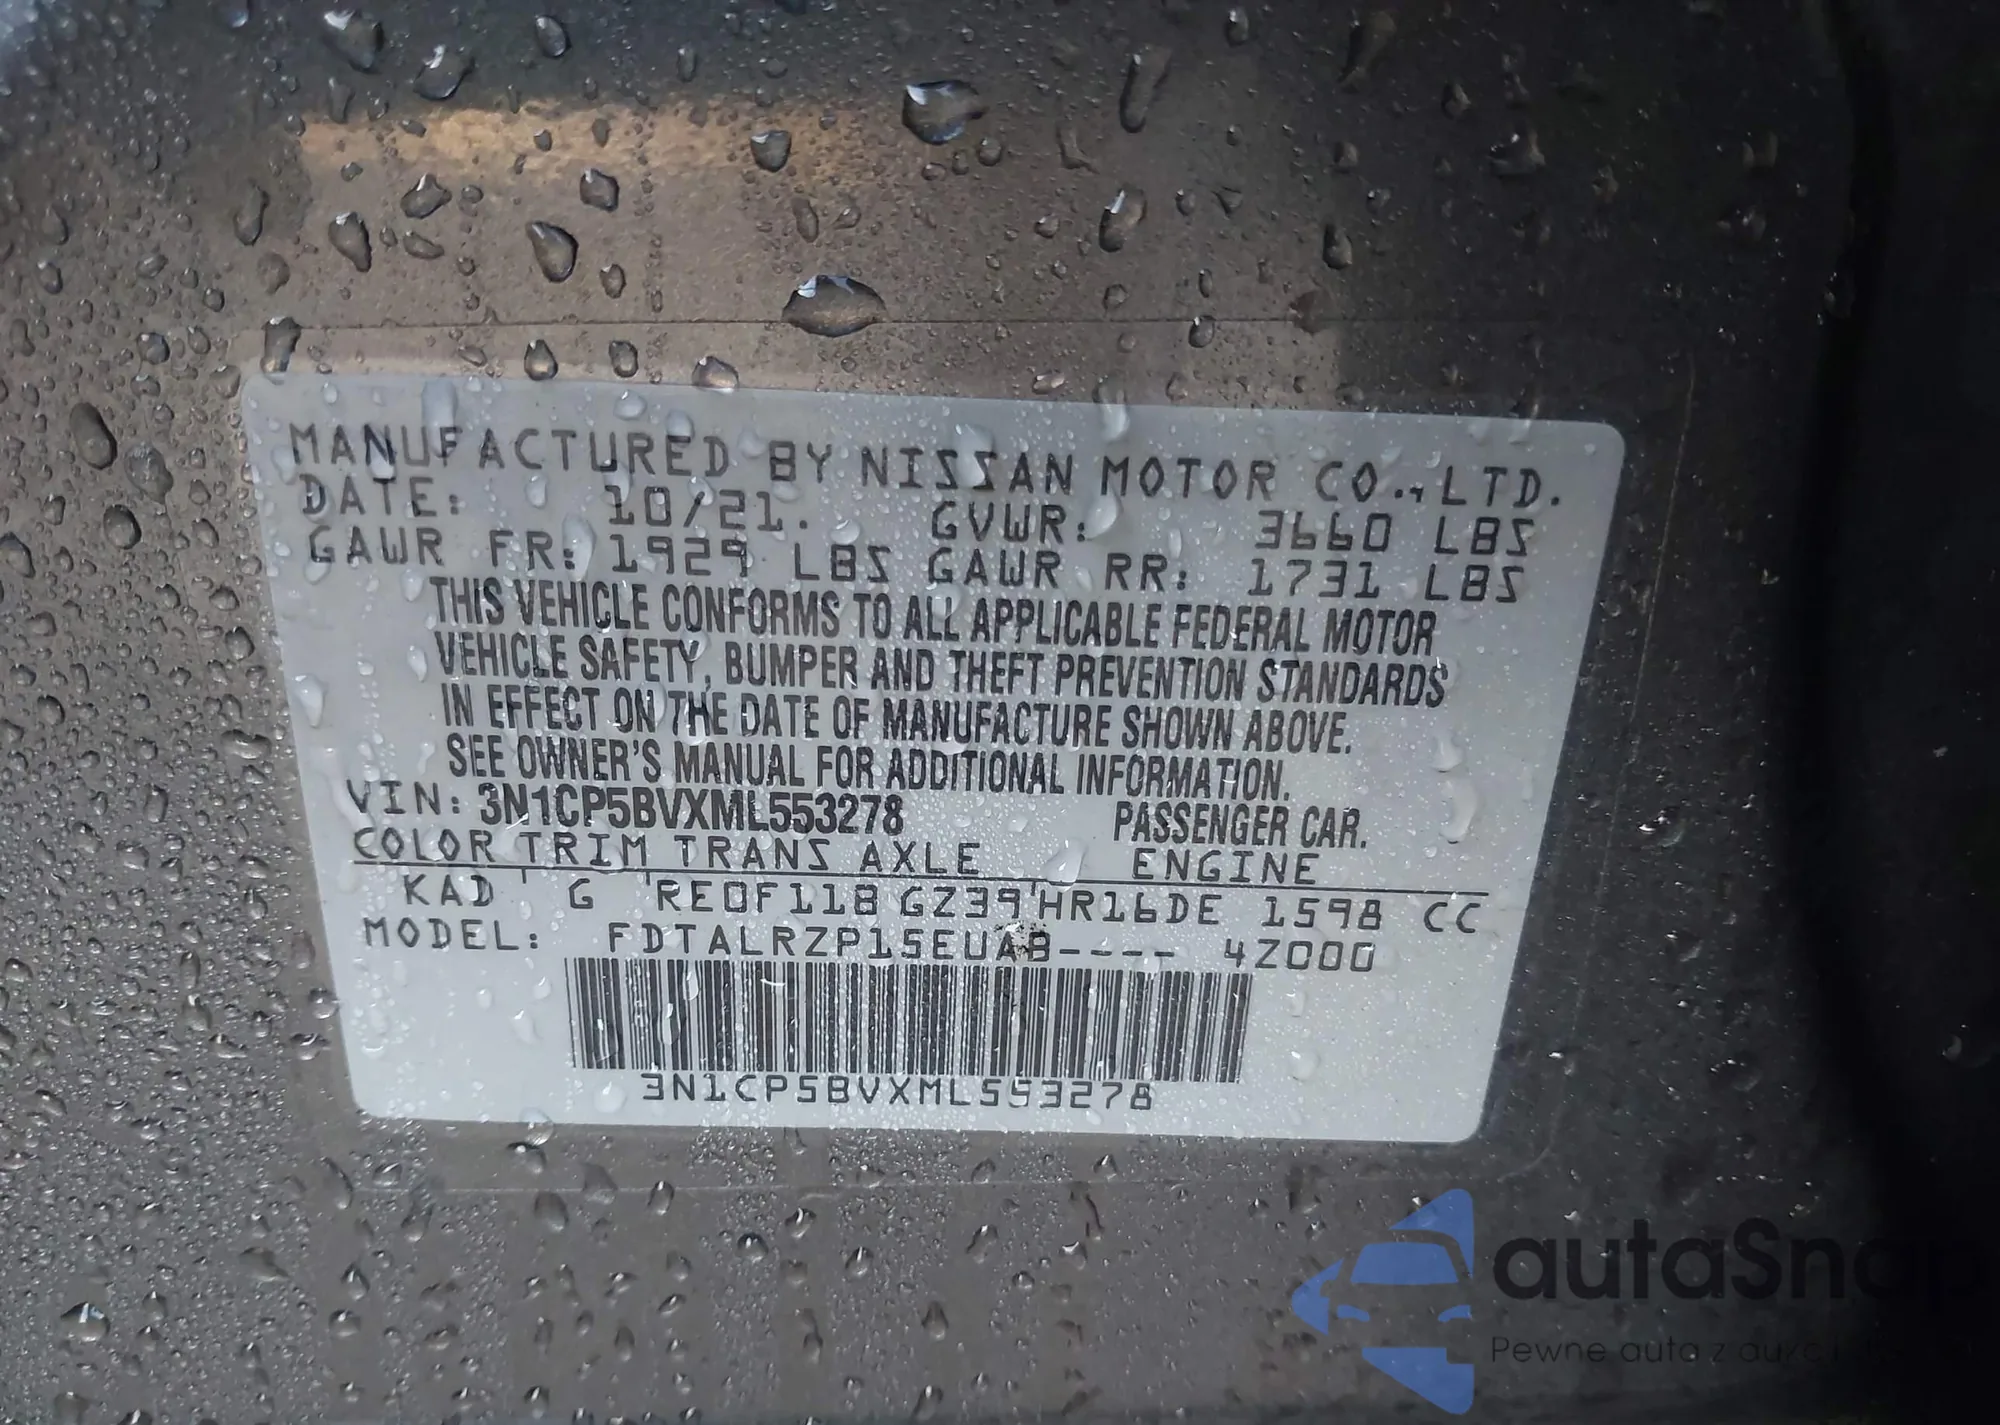 MANUFACTURED BY NISSAN MOTOR CO., LTD.
DATE: 10/21. GVWR: 3660 LBS
GAWR FR: 1929 LBS GAWR RR: 1731 LBS
THIS VEHICLE CONFORMS TO ALL APPLICABLE FEDERAL MOTOR
VEHICLE SAFETY, BUMPER AND THEFT PREVENTION STANDARDS
IN EFFECT ON THE DATE OF MANUFACTURE SHOWN ABOVE.
SEE OWNER'S MANUAL FOR ADDITIONAL INFORMATION.
VIN: 3N1CP5BVXML553278 PASSENGER CAR.
COLOR TRIM TRANS AXLE ENGINE
KAD G RE0F11B GZ39 HR16DE 1598 CC
MODEL: FDTALRZP15EUAB---- 4Z000
3N1CP5BVXML553278
autaSnap
Pewne auta z